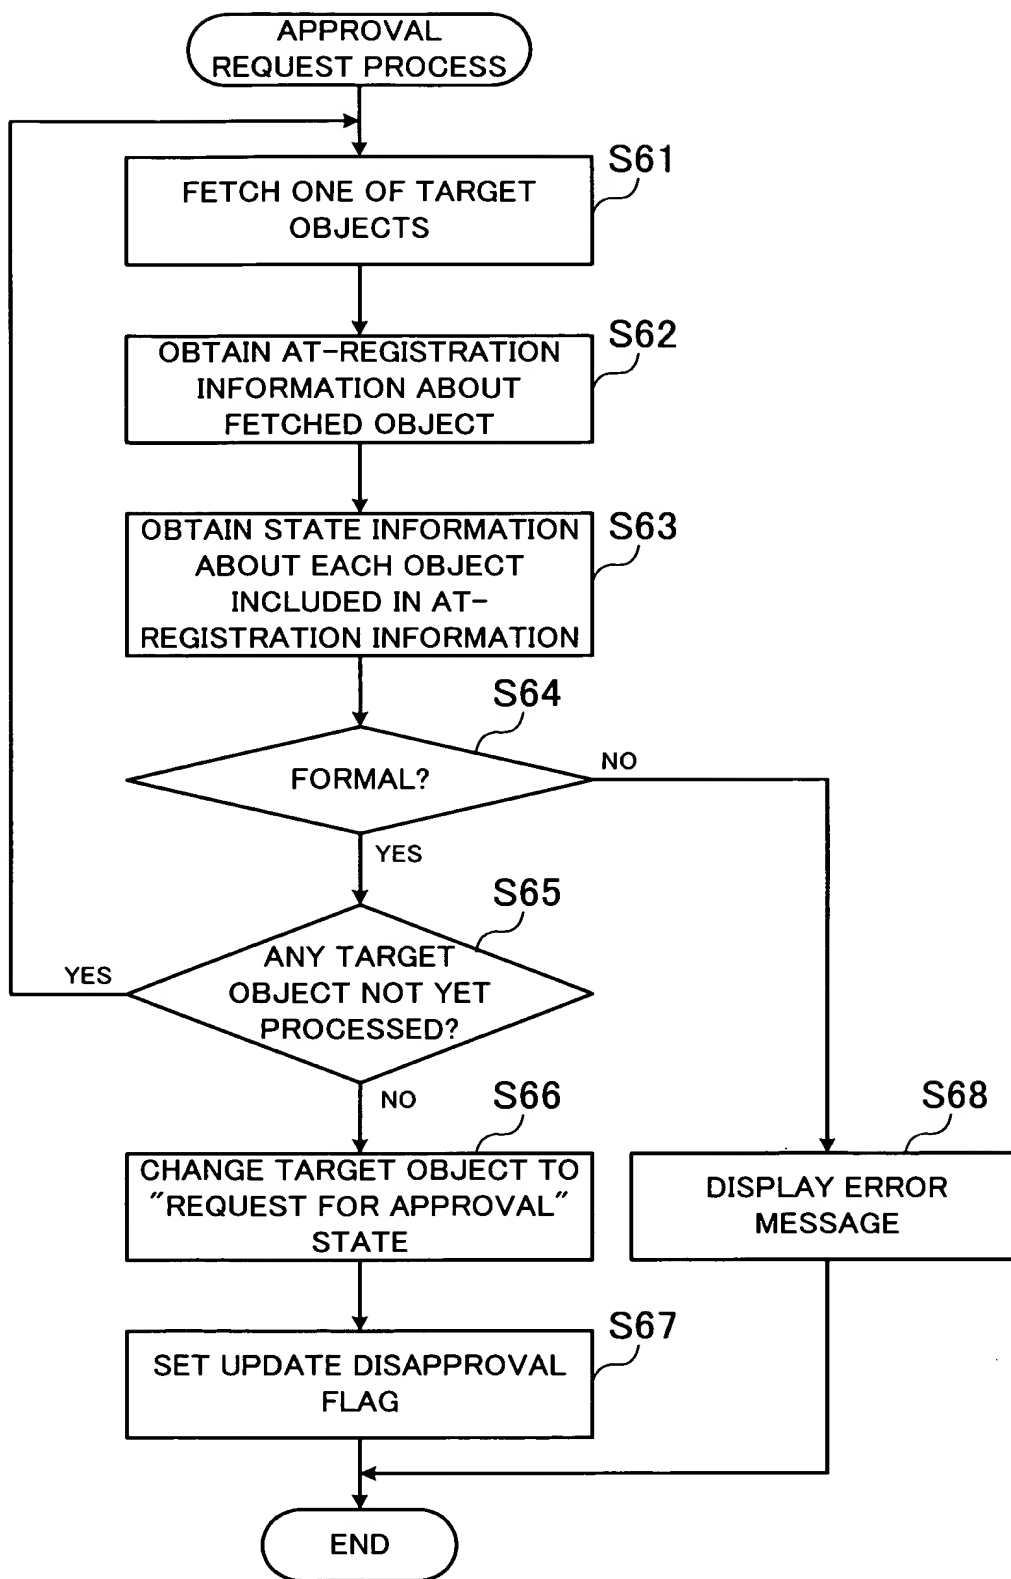 APPROVAL
REQUEST PROCESS
S61
FETCH ONE OF TARGET
OBJECTS
S62
OBTAIN AT-REGISTRATION
INFORMATION ABOUT
FETCHED OBJECT
S63
OBTAIN STATE INFORMATION
ABOUT EACH OBJECT
INCLUDED IN AT-
REGISTRATION INFORMATION
S64
FORMAL?
NO
YES
S65
ANY TARGET
OBJECT NOT YET
PROCESSED?
YES
NO
S66
CHANGE TARGET OBJECT TO
"REQUEST FOR APPROVAL"
STATE
S68
DISPLAY ERROR
MESSAGE
S67
SET UPDATE DISAPPROVAL
FLAG
END